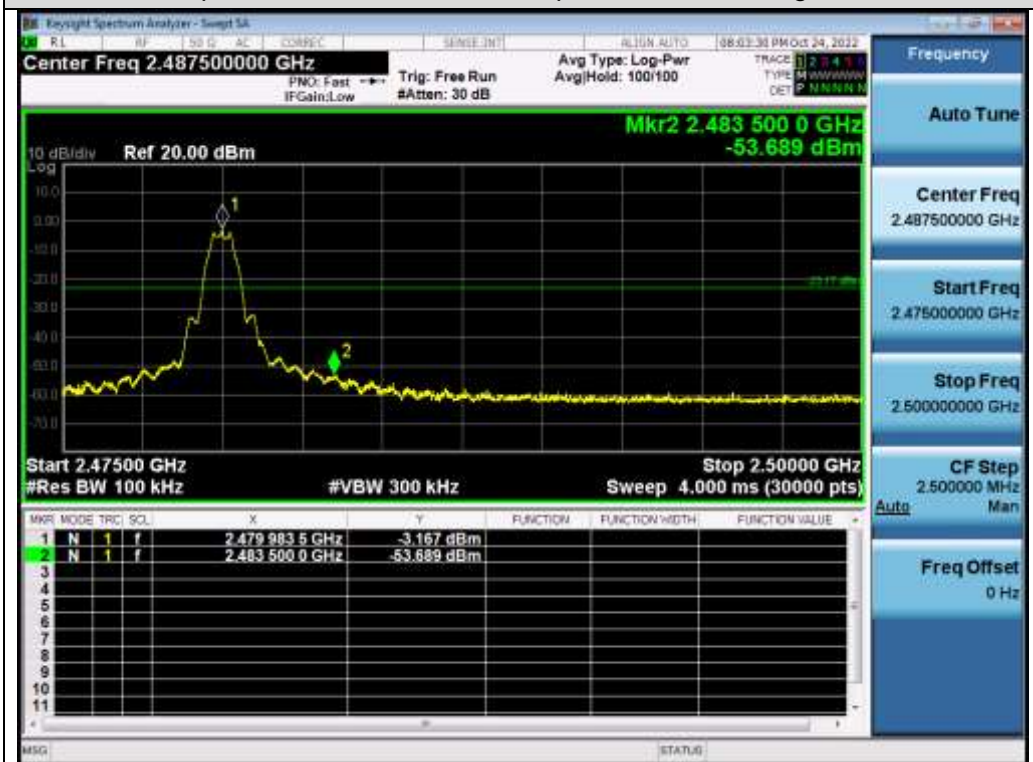 Keysight Spectrum Analyzer - Swept SA
RL RF 50 Ω AC CORREC SENSE:INT ALIGN AUTO 08:03:30 PM Oct 24, 2022
Center Freq 2.487500000 GHz
PNO: Fast
IFGain:Low
Trig: Free Run
#Atten: 30 dB
Avg Type: Log-Pwr
Avg|Hold: 100/100
TRACE 1 2 3 4 5 6
TYPE M W W W W W
DET P N N N N N
Mkr2 2.483 500 0 GHz
-53.689 dBm
10 dB/div Ref 20.00 dBm
Log
10.0
0.00
-10.0
-20.0
-30.0
-40.0
-50.0
-60.0
-70.0
1
2
-23.17 dBm
Start 2.47500 GHz Stop 2.50000 GHz
#Res BW 100 kHz #VBW 300 kHz Sweep 4.000 ms (30000 pts)
MKR MODE TRC SCL X Y FUNCTION FUNCTION WIDTH FUNCTION VALUE
1 N 1 f 2.479 983 5 GHz -3.167 dBm
2 N 1 f 2.483 500 0 GHz -53.689 dBm
3
4
5
6
7
8
9
10
11
MSG STATUS
Frequency
Auto Tune
Center Freq
2.487500000 GHz
Start Freq
2.475000000 GHz
Stop Freq
2.500000000 GHz
CF Step
2.500000 MHz
Auto Man
Freq Offset
0 Hz